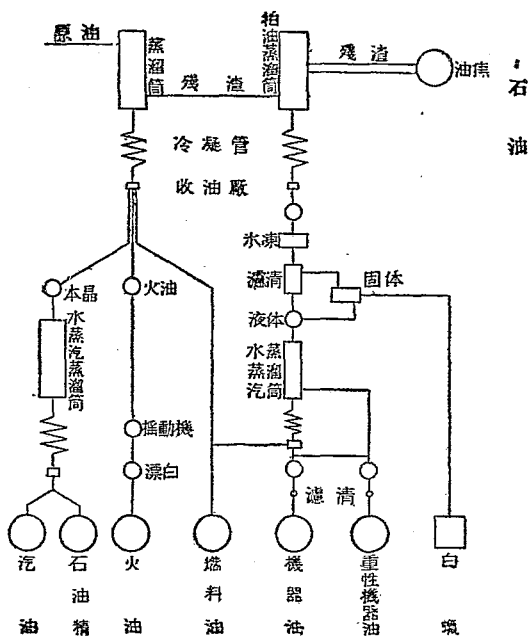 石油
原油
蒸溜筒
殘渣
柏油蒸溜筒
殘渣
油焦
冷凝管
收油厰
氷凍
濾清
固体
液体
本晶
火油
水蒸汽蒸溜筒
水蒸汽蒸溜筒
搖動機
漂白
濾清
汽油
石油精
火油
燃料油
機器油
重性機器油
白蠟